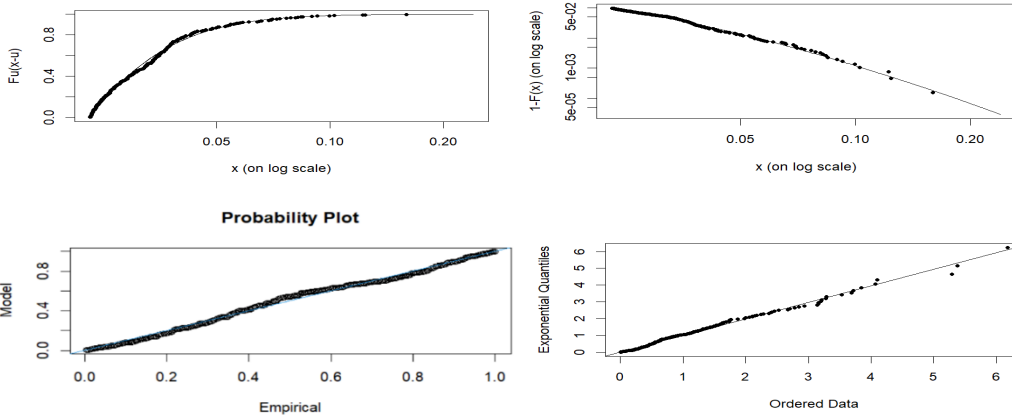 Fu(x-u)
0.8
0.4
0.0
0.05
0.10
0.20
x (on log scale)
1-F(x) (on log scale)
5e-02
1e-03
5e-05
0.05
0.10
0.20
x (on log scale)
Probability Plot
Model
0.8
0.4
0.0
0.0
0.2
0.4
0.6
0.8
1.0
Empirical
Exponential Quantiles
6
5
4
3
2
1
0
0
1
2
3
4
5
6
Ordered Data